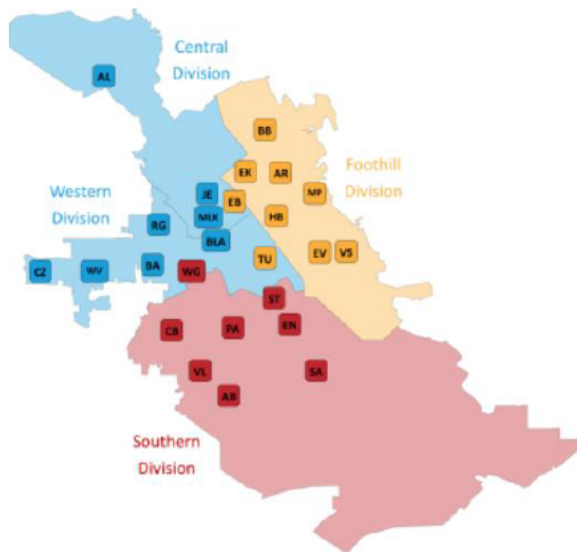 Central
Division
AL
BB
EK
AR
Foothill
Division
MP
JE
EB
Western
Division
MLK
HB
RG
BLA
EV
VS
TU
CZ
WV
BA
WG
ST
CB
PA
EN
VL
SA
AB
Southern
Division